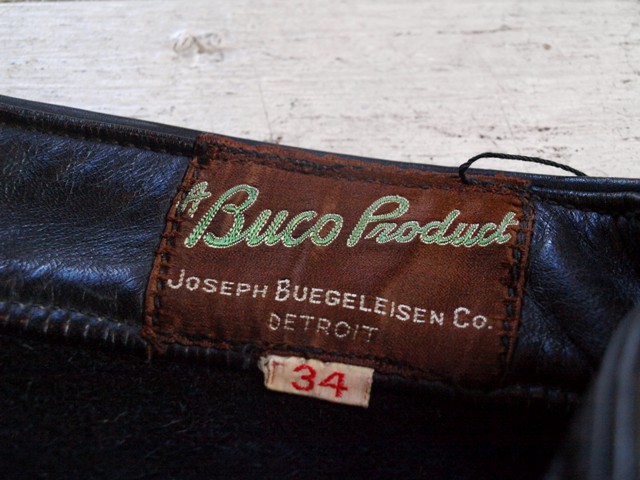 A Buco Product
JOSEPH BUEGELEISEN CO.
DETROIT
34